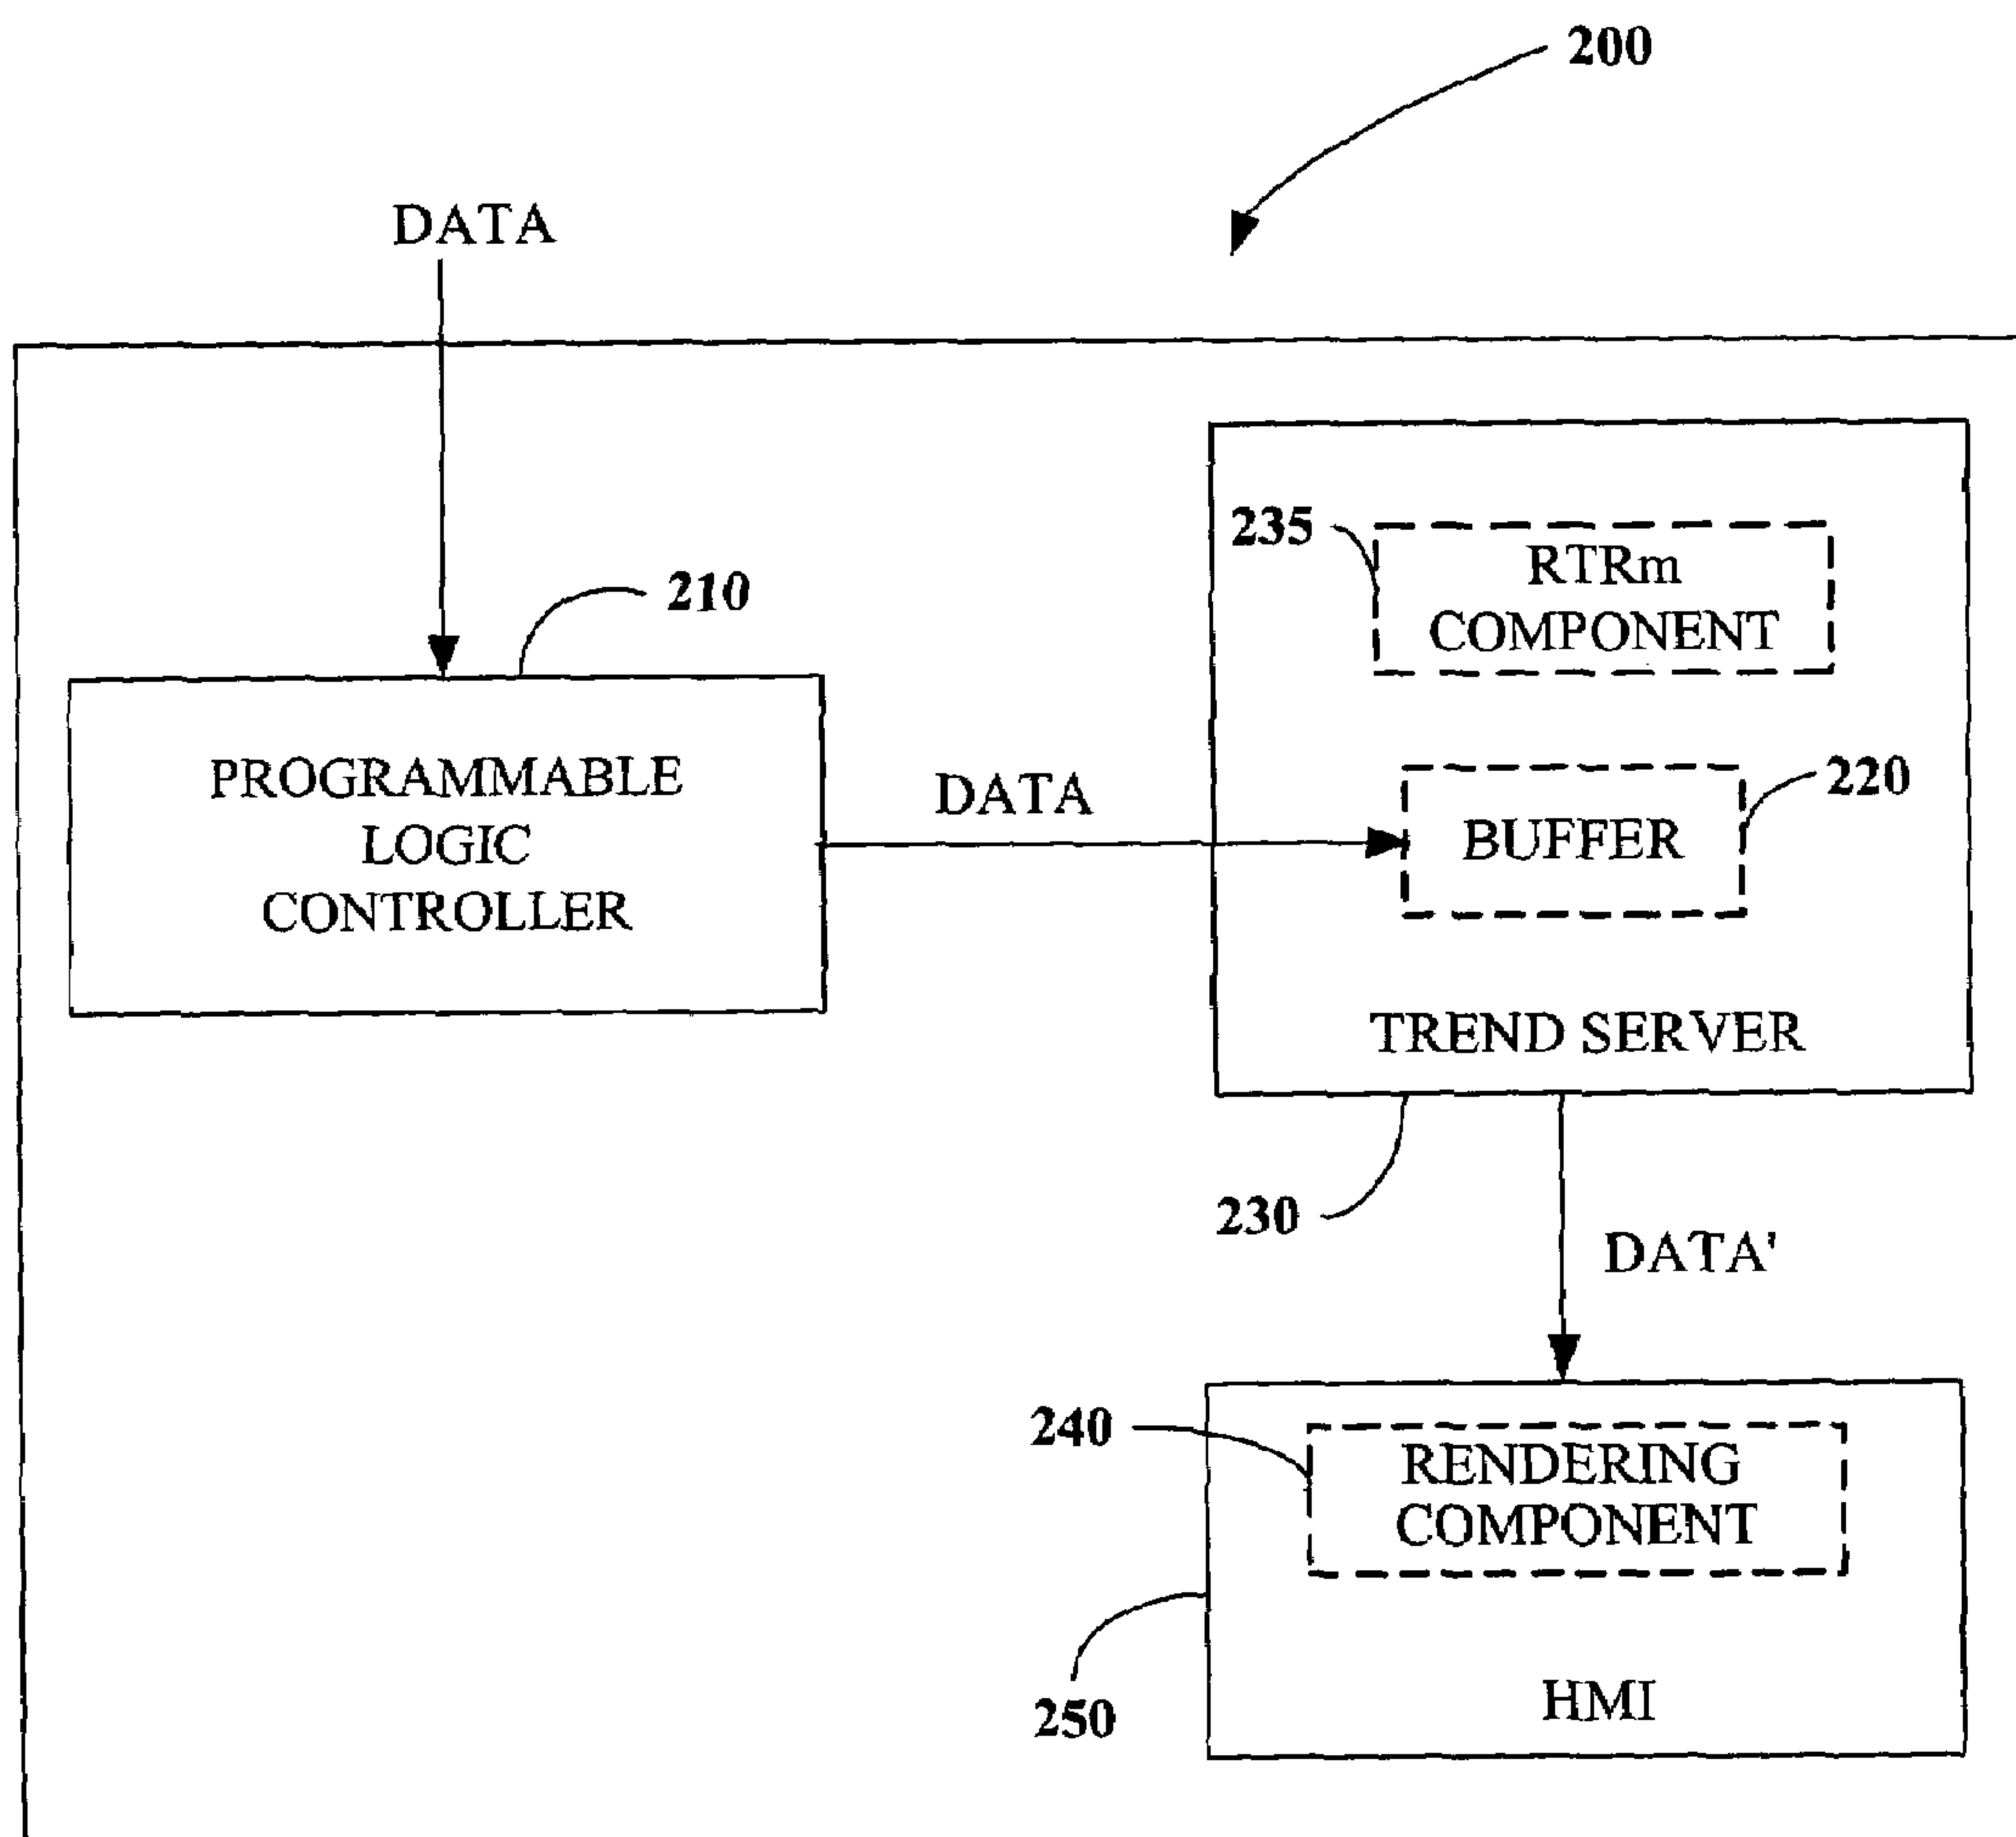 200
DATA
235
RTRm
COMPONENT
210
PROGRAMMABLE
LOGIC
CONTROLLER
DATA
220
BUFFER
TREND SERVER
230
DATA'
240
RENDERING
COMPONENT
250
HMI